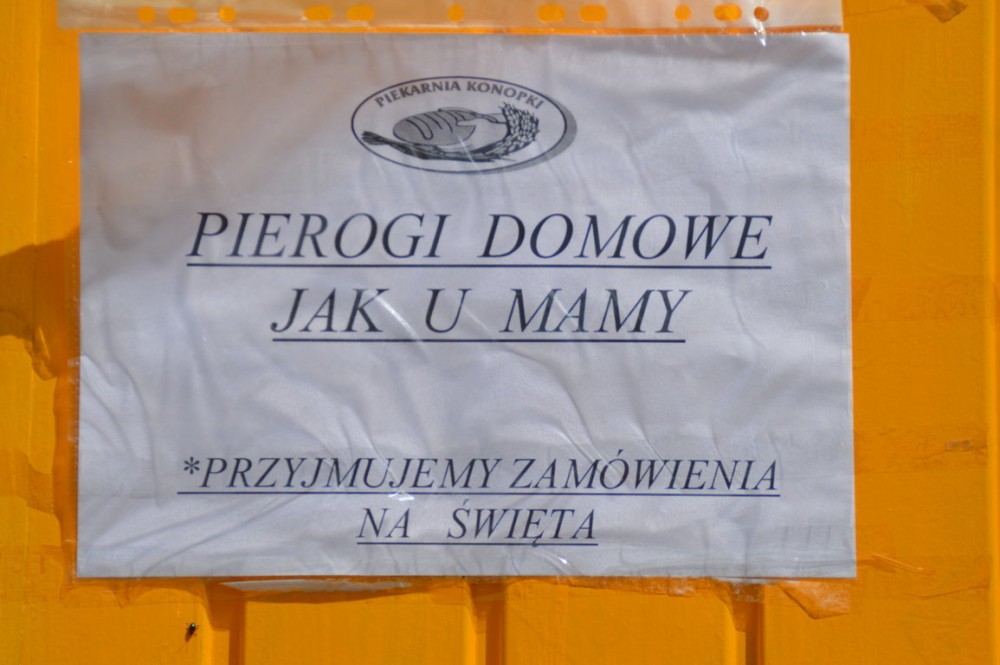 PIEKARNIA KONOPKI
PIEROGI DOMOWE
JAK U MAMY
*PRZYJMUJEMY ZAMÓWIENIA
NA ŚWIĘTA